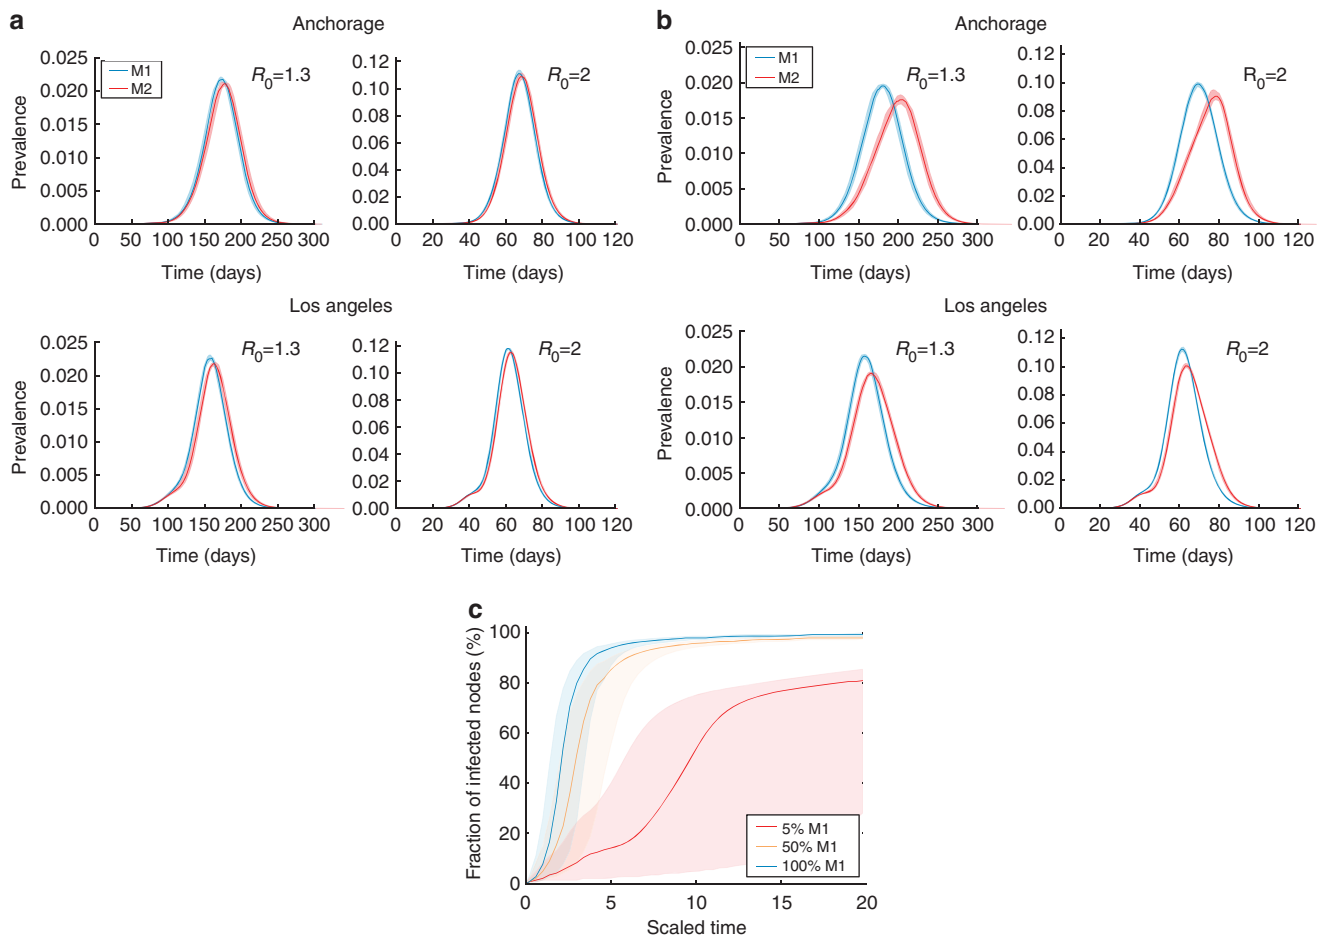 a
Anchorage
M1
M2
R0=1.3
R0=2
0.025
0.020
0.015
0.010
0.005
0.000
Prevalence
0 50 100 150 200 250 300
Time (days)
0.12
0.10
0.08
0.06
0.04
0.02
0.00
0 20 40 60 80 100 120
Time (days)
Los angeles
R0=1.3
R0=2
0.025
0.020
0.015
0.010
0.005
0.000
Prevalence
0 50 100 150 200 250 300
Time (days)
0.12
0.10
0.08
0.06
0.04
0.02
0.00
0 20 40 60 80 100 120
Time (days)
b
Anchorage
M1
M2
R0=1.3
R0=2
0.025
0.020
0.015
0.010
0.005
0.000
Prevalence
0 50 100 150 200 250 300
Time (days)
0.12
0.10
0.08
0.06
0.04
0.02
0.00
0 20 40 60 80 100 120
Time (days)
Los angeles
R0=1.3
R0=2
0.025
0.020
0.015
0.010
0.005
0.000
Prevalence
0 50 100 150 200 250 300
Time (days)
0.12
0.10
0.08
0.06
0.04
0.02
0.00
0 20 40 60 80 100 120
Time (days)
c
100
80
60
40
20
0
Fraction of infected nodes (%)
5% M1
50% M1
100% M1
0 5 10 15 20
Scaled time